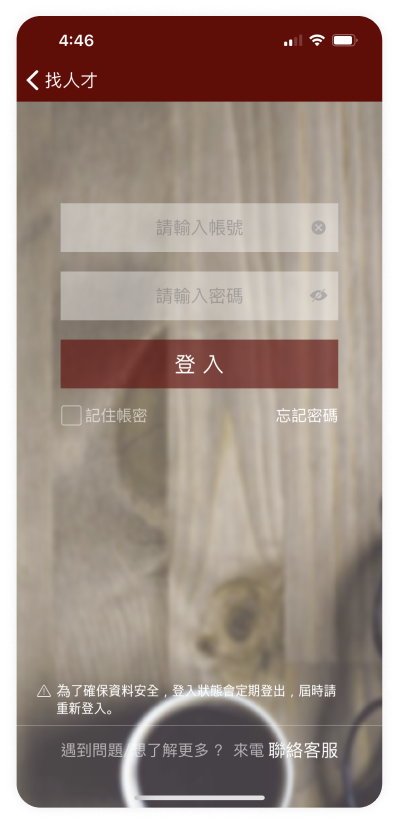 4:46
找人才
請輸入帳號
請輸入密碼
登入
記住帳密 忘記密碼
為了確保資料安全，登入狀態會定期登出，屆時請
重新登入。
遇到問題/想了解更多？ 來電 聯絡客服